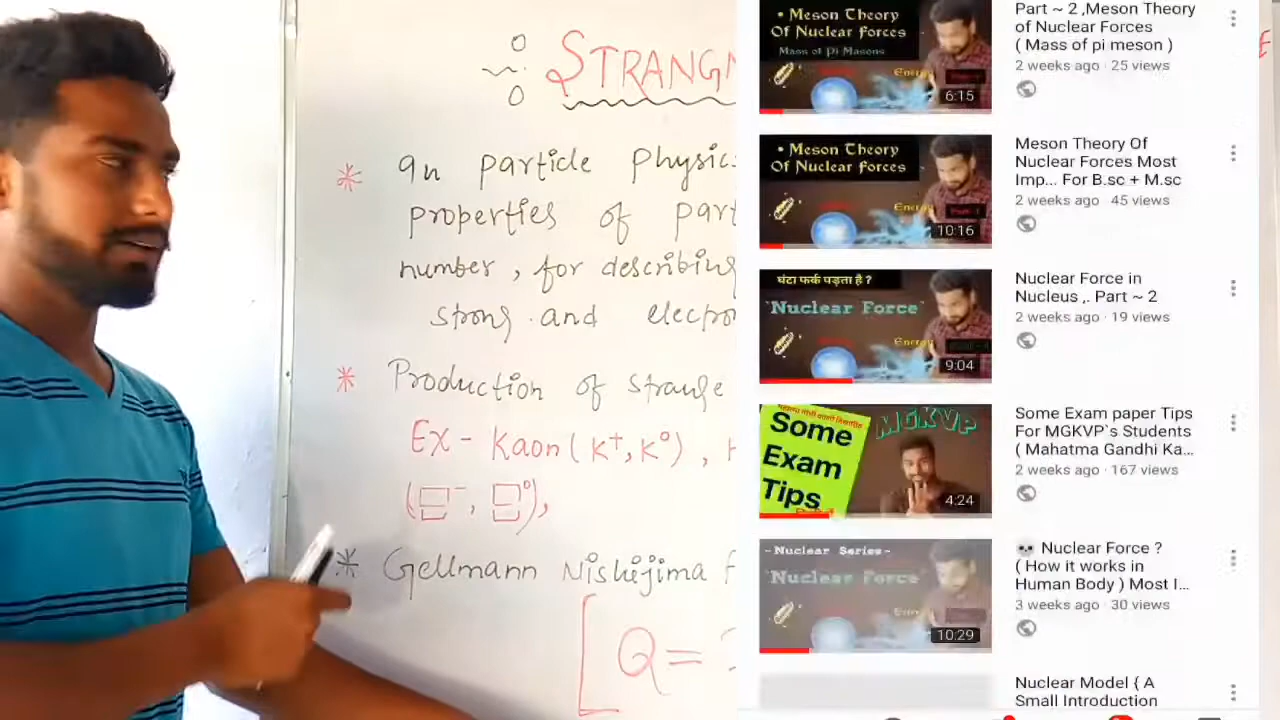 STRANGN
* In particle physic
properties of part
number, for describing
strong and electro
* Production of strange
Ex - Kaon (K⁺, K⁰),
* Gellmann Nishijima f
[ Q =
• Meson Theory
Of Nuclear Forces
Mass of Pi Masons
Energy
6:15
Part ~ 2 ,Meson Theory
of Nuclear Forces
( Mass of pi meson )
2 weeks ago · 25 views
• Meson Theory
Of Nuclear Forces
Energy
10:16
Meson Theory Of
Nuclear Forces Most
Imp... For B.sc + M.sc
2 weeks ago · 45 views
घंटा फर्क पड़ता है ?
`Nuclear Force`
Energy
9:04
Nuclear Force in
Nucleus ,. Part ~ 2
2 weeks ago · 19 views
MGKVP
Some
Exam
Tips
4:24
Some Exam paper Tips
For MGKVP`s Students
( Mahatma Gandhi Ka...
2 weeks ago · 167 views
~Nuclear Series~
`Nuclear Force`
10:29
💀 Nuclear Force ?
( How it works in
Human Body ) Most I...
3 weeks ago · 30 views
Nuclear Model { A
Small Introduction